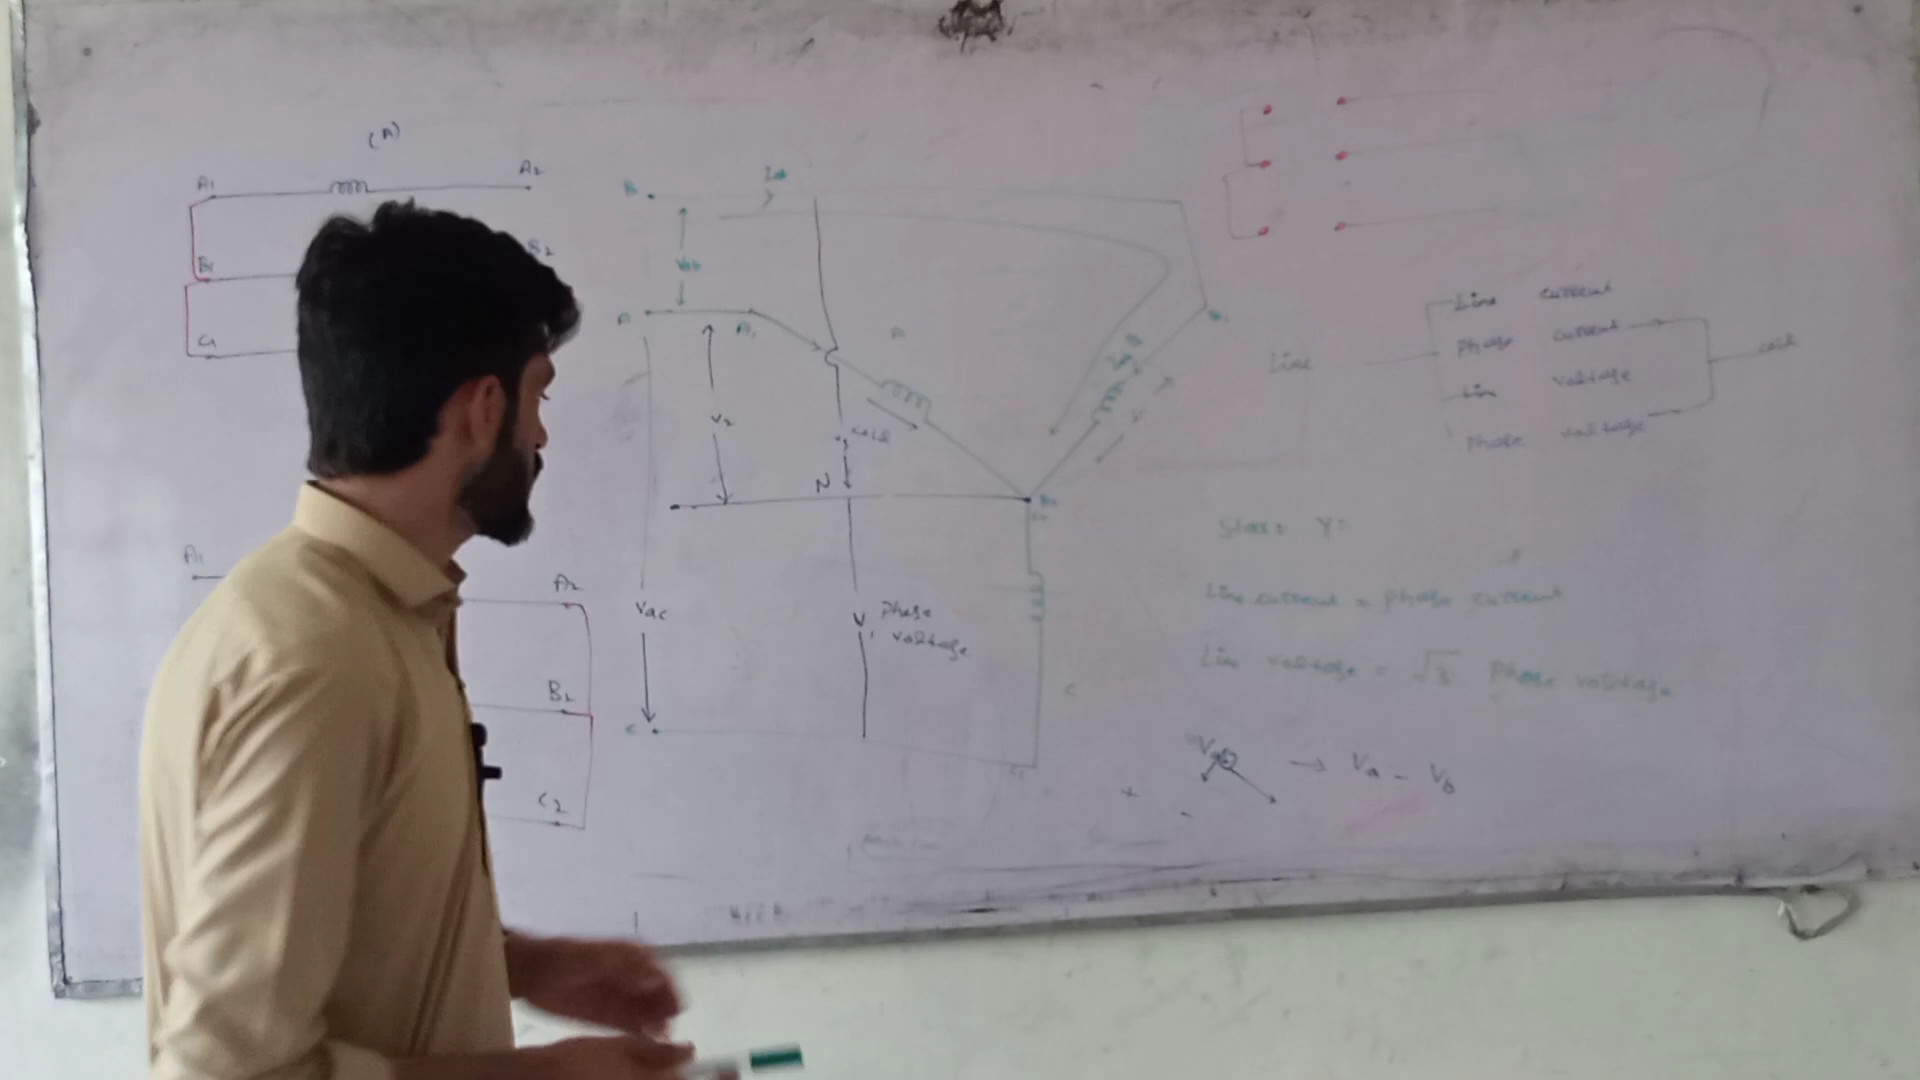 (A)
A1
A2
B1
B2
C1
A1
A2
B2
C2
B
Vab
A
A1
A
V2
coil
N
Vac
V1 Phase
voltage
C
C
C1
Line
Line current
Phase current
Line voltage
Phase voltage
coil
Star = Y =
Line current = Phase current
Line voltage = √3 Phase voltage
→ Va - Vb